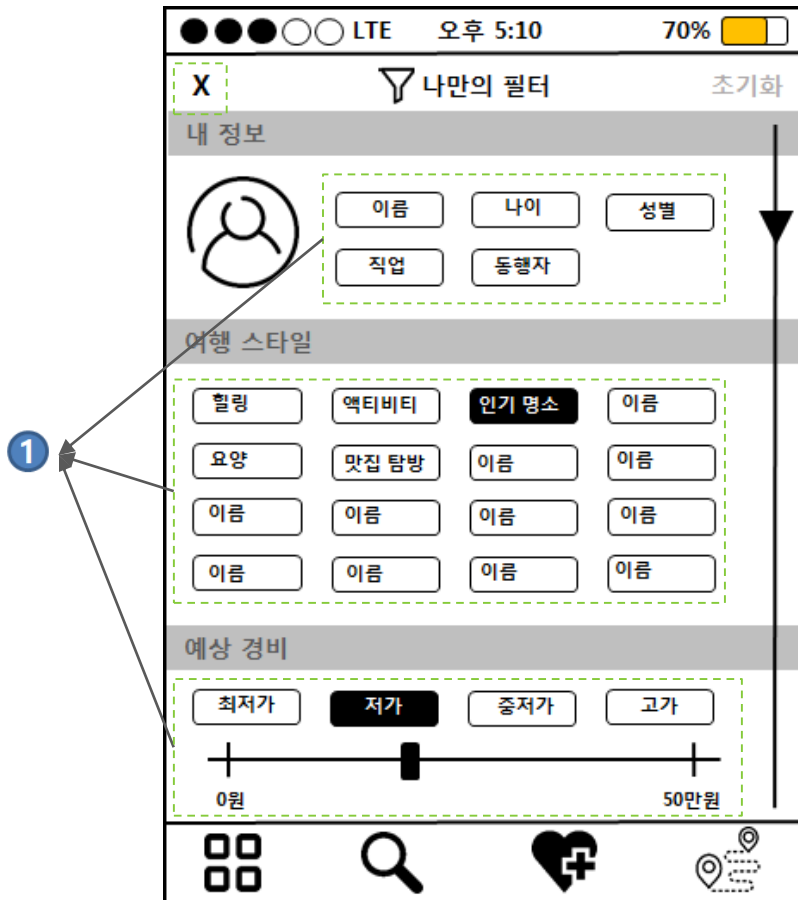 LTE 오후 5:10 70%
X 나만의 필터 초기화
내 정보
이름 나이 성별
직업 동행자
여행 스타일
힐링 액티비티 인기 명소 이름
요양 맛집 탐방 이름 이름
1
이름 이름 이름 이름
이름 이름 이름 이름
예상 경비
최저가 저가 중저가 고가
0원 50만원